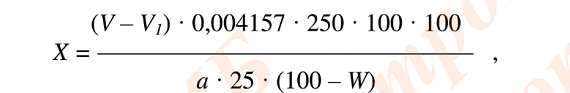 (V – V₁) · 0,004157 · 250 · 100 · 100
X =
a · 25 · (100 – W) ,